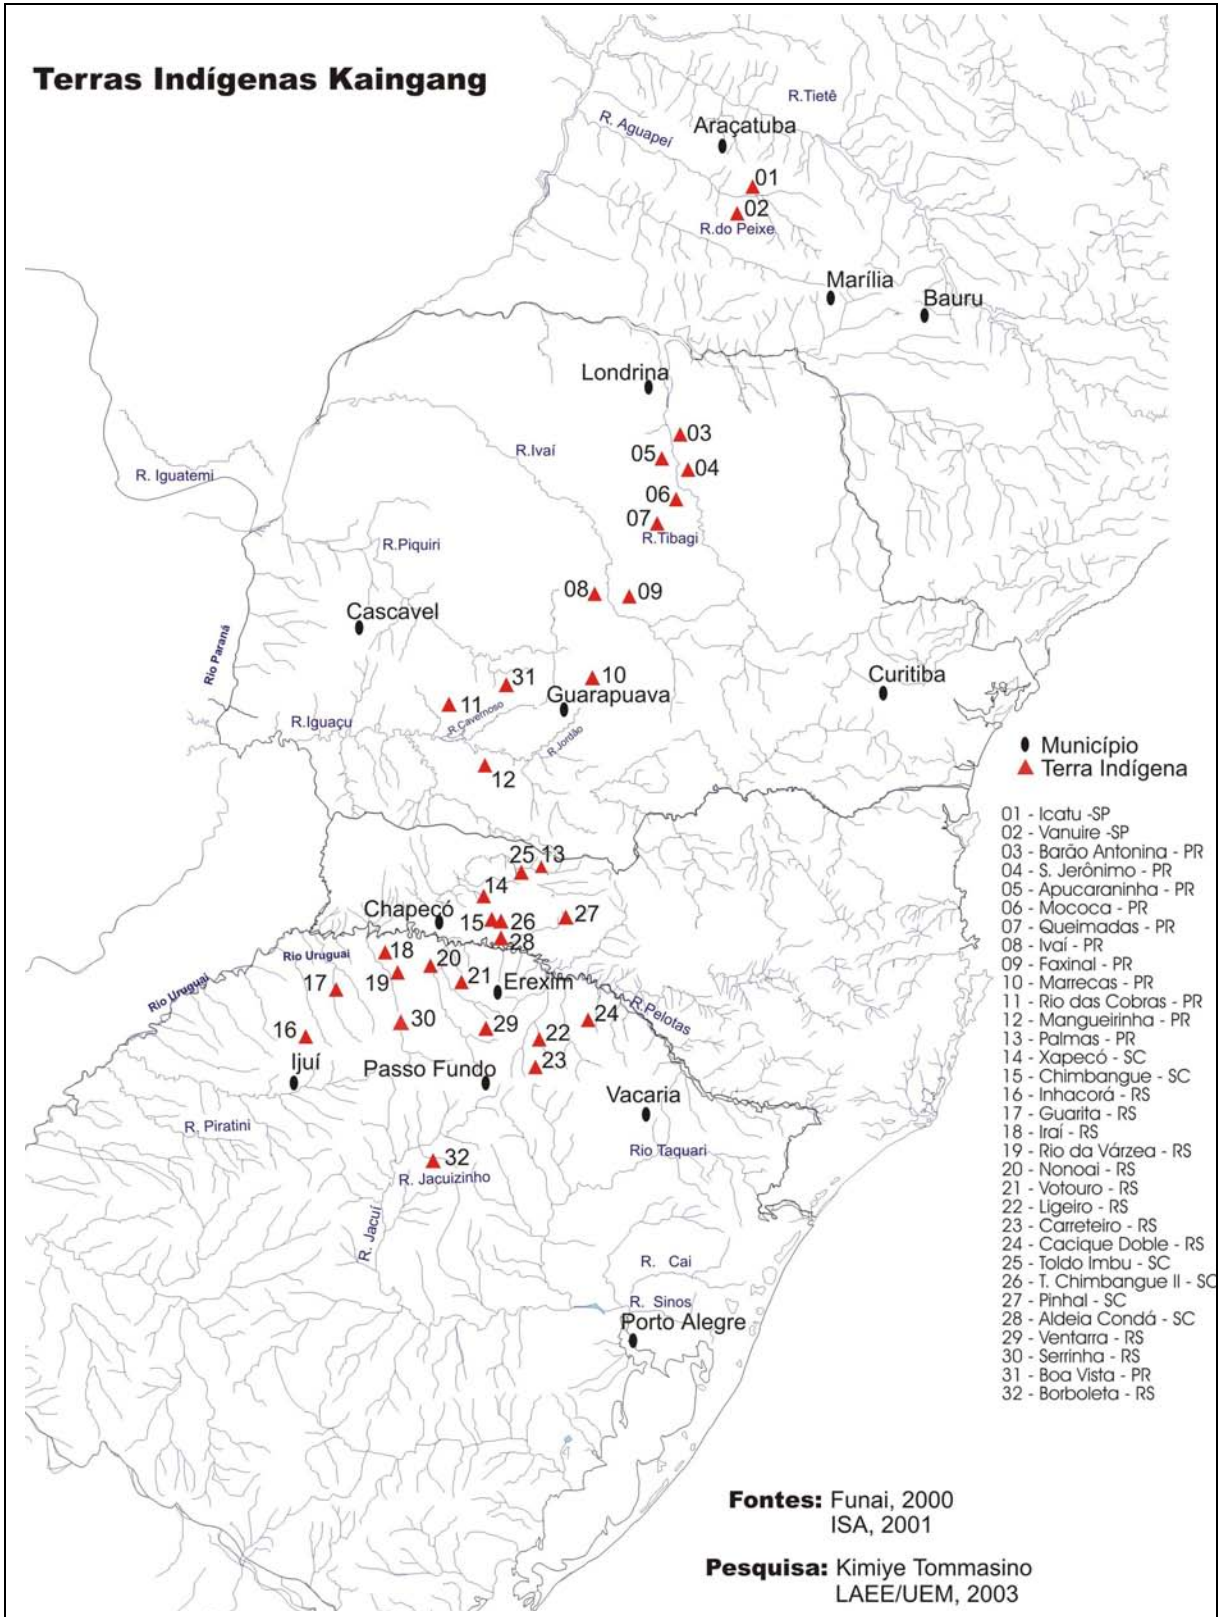 Terras Indígenas Kaingang
R.Tietê
R. Aguapeí
Araçatuba
01
02
R.do Peixe
Marília
Bauru
Londrina
03
R.Ivaí
05
04
R. Iguatemi
06
07
R.Tibagi
R.Piquiri
08
09
Cascavel
Rio Paraná
31
10
Curitiba
Guarapuava
11
R.Cavernoso
R.Iguaçu
R.Jordão
12
Município
Terra Indígena
01 - Icatu -SP
02 - Vanuire -SP
03 - Barão Antonina - PR
04 - S. Jerônimo - PR
05 - Apucaraninha - PR
06 - Mococa - PR
07 - Queimadas - PR
08 - Ivaí - PR
09 - Faxinal - PR
10 - Marrecas - PR
11 - Rio das Cobras - PR
12 - Mangueirinha - PR
13 - Palmas - PR
14 - Xapecó - SC
15 - Chimbangue - SC
16 - Inhacorá - RS
17 - Guarita - RS
18 - Iraí - RS
19 - Rio da Várzea - RS
20 - Nonoai - RS
21 - Votouro - RS
22 - Ligeiro - RS
23 - Carreteiro - RS
24 - Cacique Doble - RS
25 - Toldo Imbu - SC
26 - T. Chimbangue II - SC
27 - Pinhal - SC
28 - Aldeia Condá - SC
29 - Ventarra - RS
30 - Serrinha - RS
31 - Boa Vista - PR
32 - Borboleta - RS
25
13
14
Chapecó
15
26
27
28
18
Rio Uruguai
20
19
21
Erexim
17
Rio Uruguai
R.Pelotas
30
29
24
16
22
Ijuí
Passo Fundo
23
Vacaria
R. Piratini
Rio Taquari
32
R. Jacuizinho
R. Jacuí
R. Cai
R. Sinos
Porto Alegre
Fontes: Funai, 2000
ISA, 2001
Pesquisa: Kimiye Tommasino
LAEE/UEM, 2003